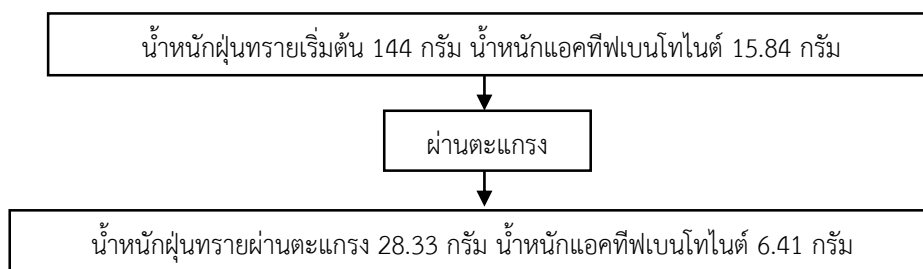 น้ำหนักฝุ่นทรายเริ่มต้น 144 กรัม น้ำหนักแอคทีฟเบนโทไนต์ 15.84 กรัม
ผ่านตะแกรง
น้ำหนักฝุ่นทรายผ่านตะแกรง 28.33 กรัม น้ำหนักแอคทีฟเบนโทไนต์ 6.41 กรัม